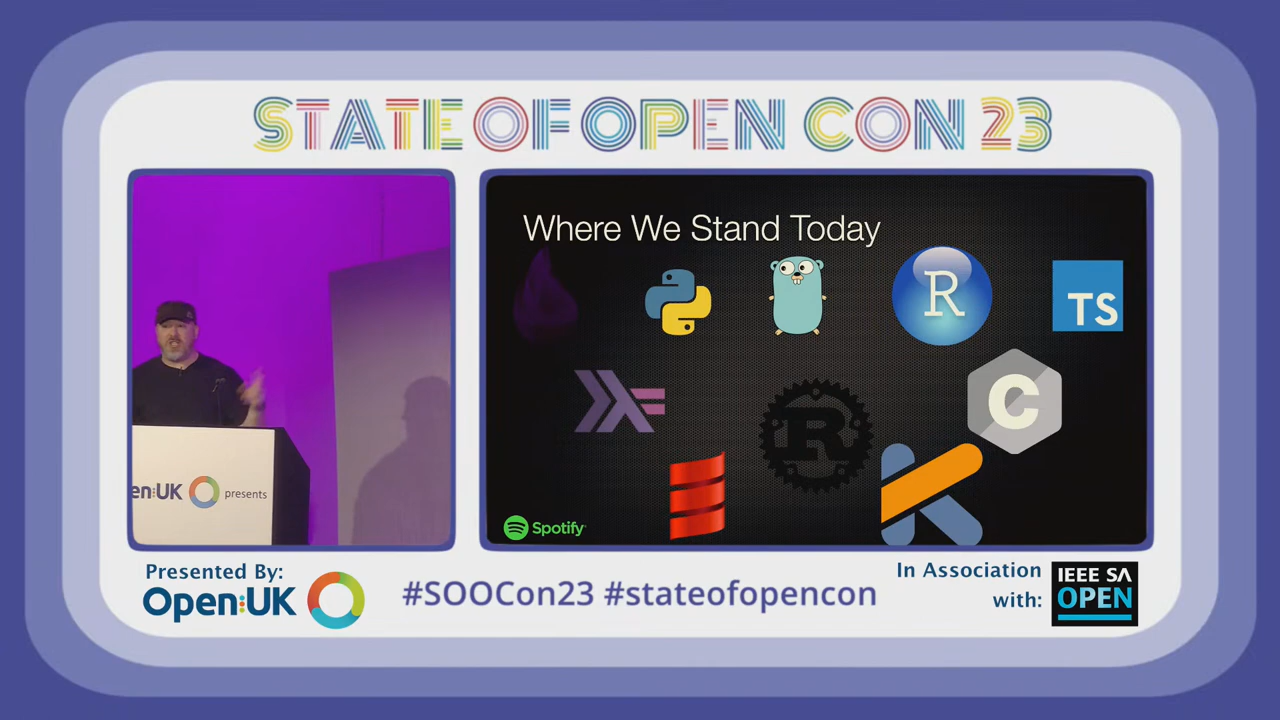 STATE OF OPEN CON 23
Where We Stand Today
R
TS
C
R
Spotify
en:UK presents
Presented By:
Open:UK
#SOOCon23 #stateofopencon
In Association
with:
IEEE SA
OPEN